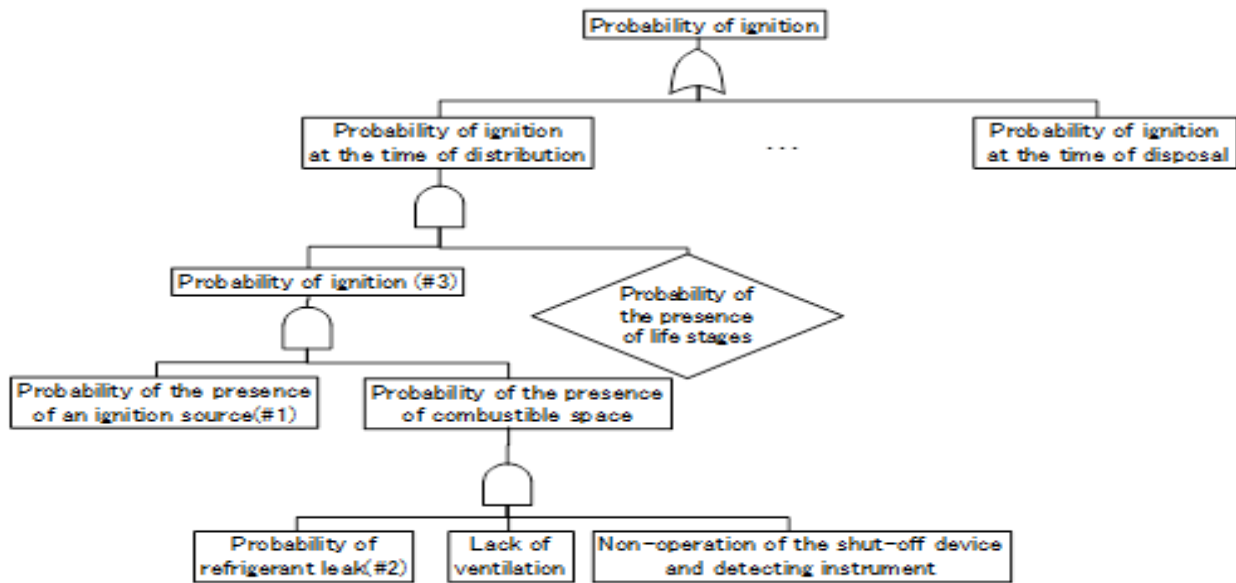 Probability of ignition
Probability of ignition
at the time of distribution
...
Probability of ignition
at the time of disposal
Probability of ignition (#3)
Probability of
the presence
of life stages
Probability of the presence
of an ignition source(#1)
Probability of the presence
of combustible space
Probability of
refrigerant leak(#2)
Lack of
ventilation
Non-operation of the shut-off device
and detecting instrument